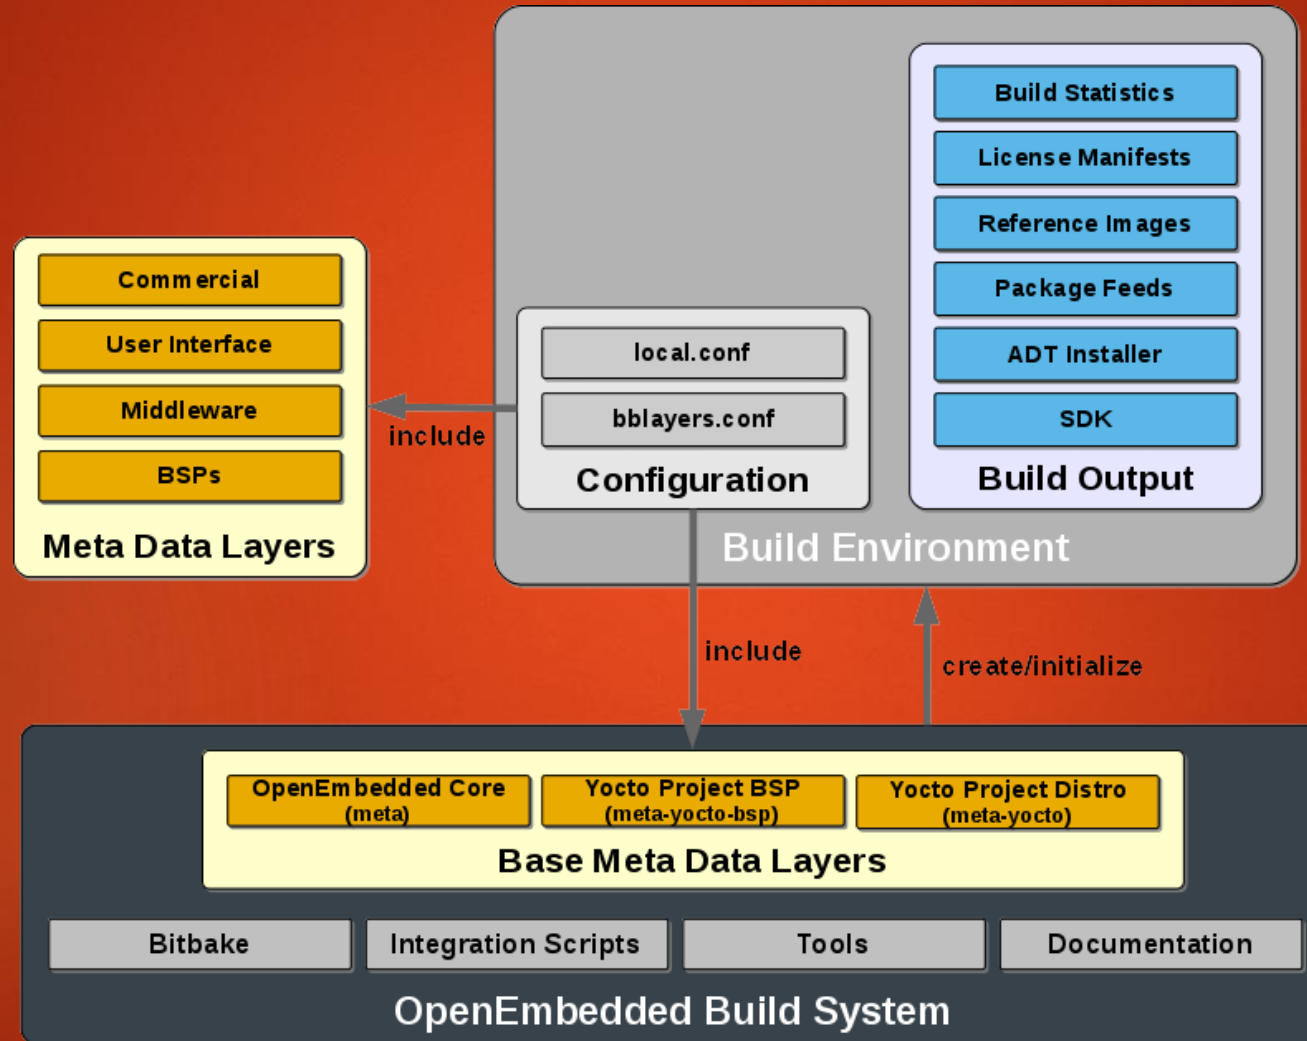 Build Statistics
License Manifests
Reference Images
Package Feeds
ADT Installer
SDK
Build Output
Commercial
User Interface
Middleware
BSPs
Meta Data Layers
local.conf
bblayers.conf
Configuration
include
Build Environment
include
create/initialize
OpenEmbedded Core
(meta)
Yocto Project BSP
(meta-yocto-bsp)
Yocto Project Distro
(meta-yocto)
Base Meta Data Layers
Bitbake
Integration Scripts
Tools
Documentation
OpenEmbedded Build System